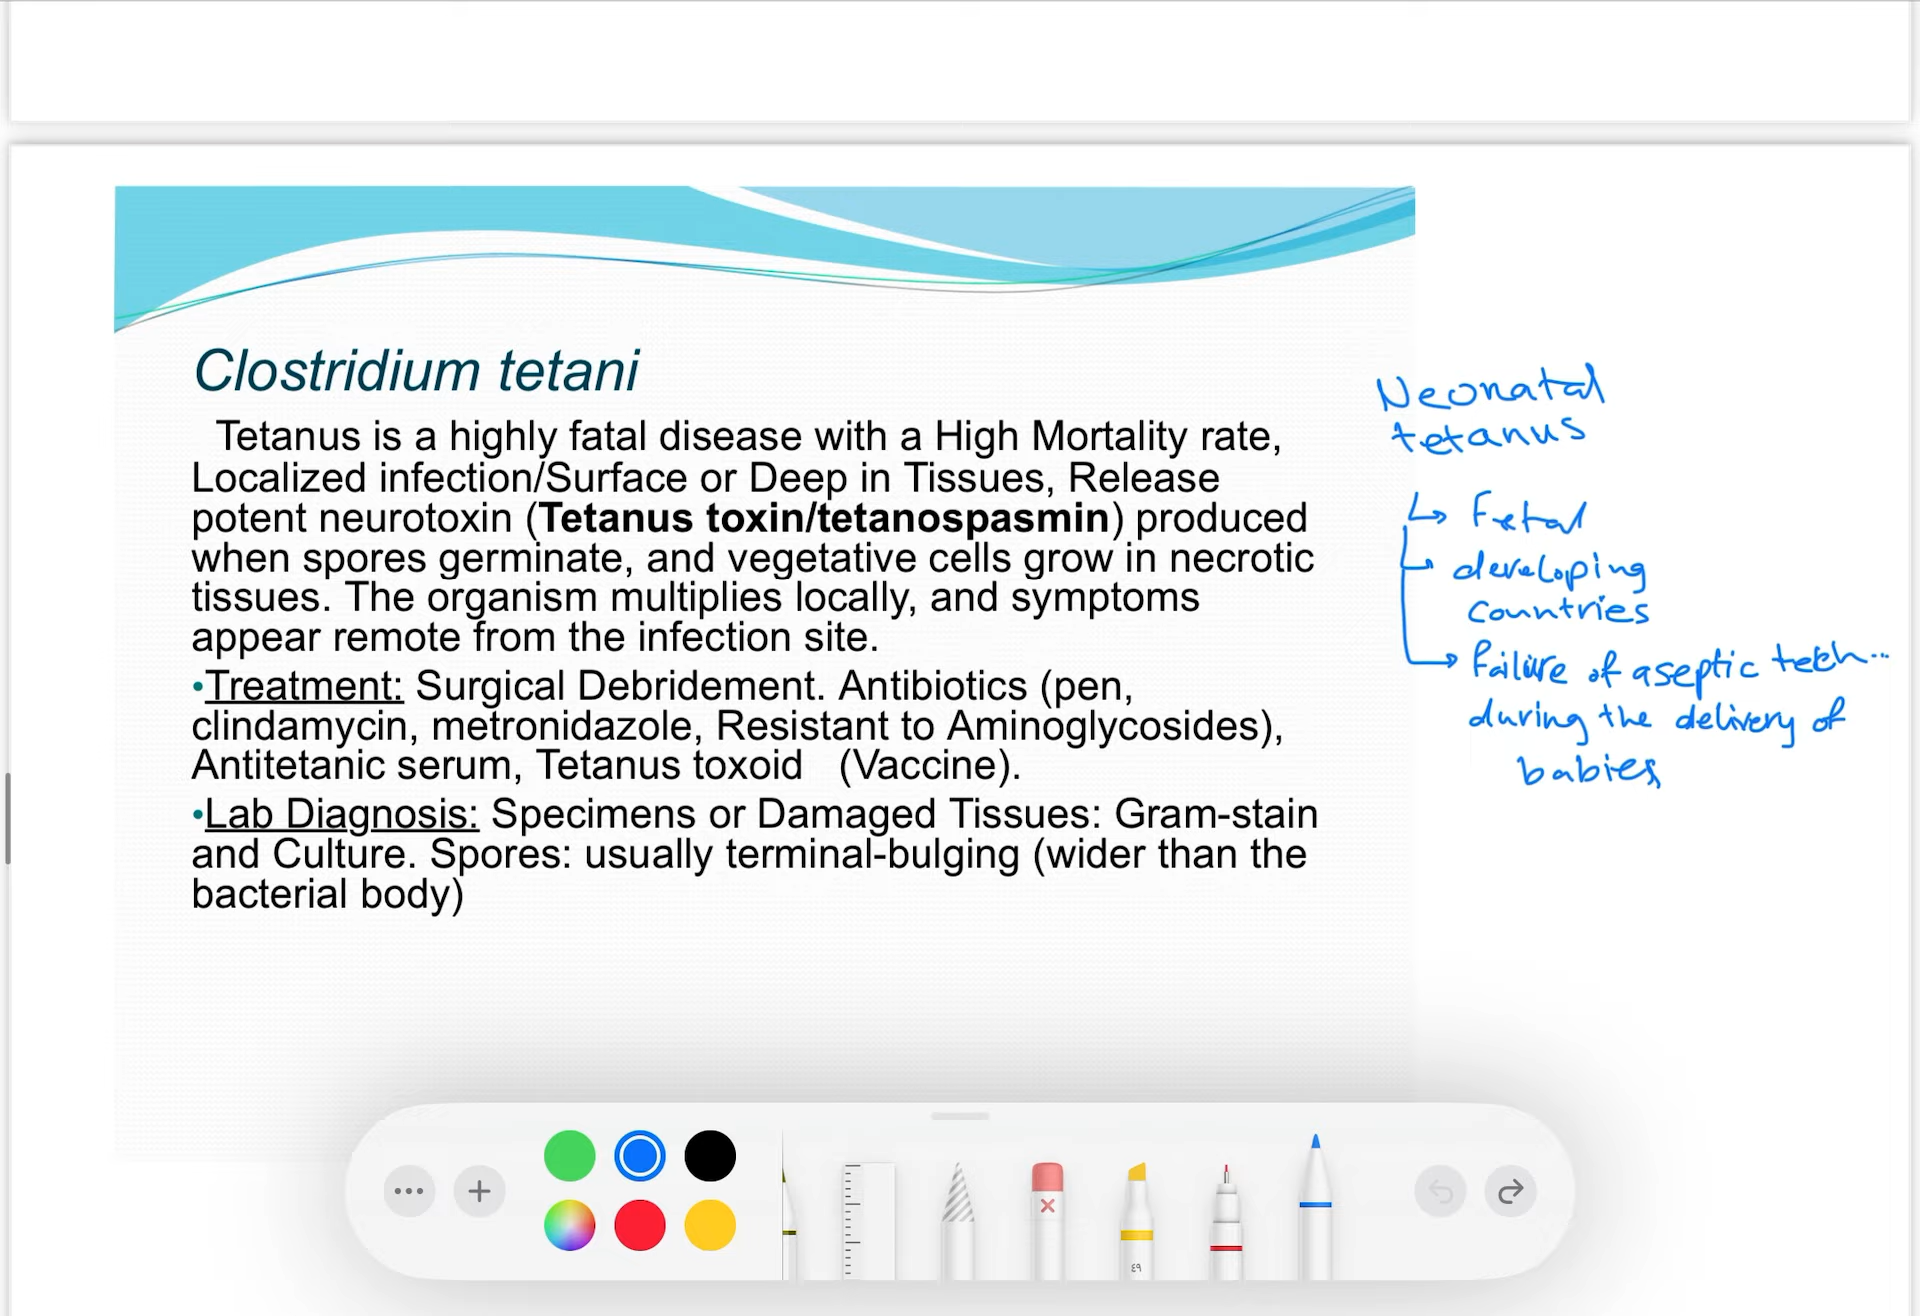 Clostridium tetani
Tetanus is a highly fatal disease with a High Mortality rate,
Localized infection/Surface or Deep in Tissues, Release
potent neurotoxin (Tetanus toxin/tetanospasmin) produced
when spores germinate, and vegetative cells grow in necrotic
tissues. The organism multiplies locally, and symptoms
appear remote from the infection site.
•Treatment: Surgical Debridement. Antibiotics (pen,
clindamycin, metronidazole, Resistant to Aminoglycosides),
Antitetanic serum, Tetanus toxoid (Vaccine).
•Lab Diagnosis: Specimens or Damaged Tissues: Gram-stain
and Culture. Spores: usually terminal-bulging (wider than the
bacterial body)
Neonatal
tetanus
↳ Fetal
→ developing
countries
→ failure of aseptic tech...
during the delivery of
babies
٤٩